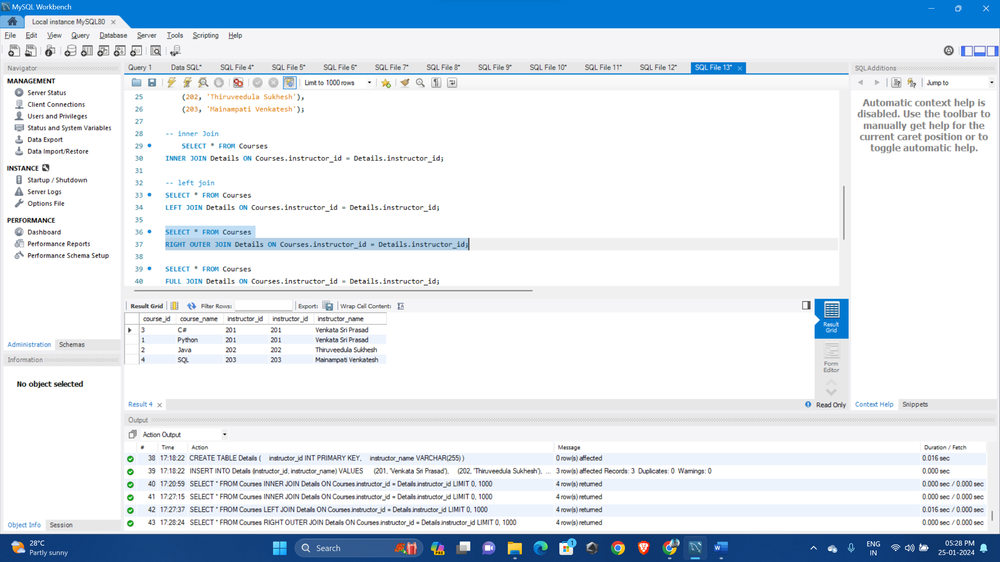 MySQL Workbench
Local instance MySQL80
File Edit View Query Database Server Tools Scripting Help
Navigator
MANAGEMENT
Server Status
Client Connections
Users and Privileges
Status and System Variables
Data Export
Data Import/Restore
INSTANCE
Startup / Shutdown
Server Logs
Options File
PERFORMANCE
Dashboard
Performance Reports
Performance Schema Setup
Administration Schemas
Information
No object selected
Object Info Session
Query 1 Data SQL* SQL File 4* SQL File 5* SQL File 6* SQL File 7* SQL File 8* SQL File 9* SQL File 10* SQL File 11* SQL File 12* SQL File 13*
Limit to 1000 rows
25 (202, 'Thiruveedula Sukhesh'),
26 (203, 'Mainampati Venkatesh');
27
28 -- inner Join
29 SELECT * FROM Courses
30 INNER JOIN Details ON Courses.instructor_id = Details.instructor_id;
31
32 -- left join
33 SELECT * FROM Courses
34 LEFT JOIN Details ON Courses.instructor_id = Details.instructor_id;
35
36 SELECT * FROM Courses
37 RIGHT OUTER JOIN Details ON Courses.instructor_id = Details.instructor_id;
38
39 SELECT * FROM Courses
40 FULL JOIN Details ON Courses.instructor_id = Details.instructor_id;
Result Grid Filter Rows: Export: Wrap Cell Content:
course_id course_name instructor_id instructor_id instructor_name
3 C# 201 201 Venkata Sri Prasad
1 Python 201 201 Venkata Sri Prasad
2 Java 202 202 Thiruveedula Sukhesh
4 SQL 203 203 Mainampati Venkatesh
Result
Grid
Form
Editor
Result 4
Read Only
SQLAdditions
Jump to
Automatic context help is
disabled. Use the toolbar to
manually get help for the
current caret position or to
toggle automatic help.
Context Help Snippets
Output
Action Output
# Time Action Message Duration / Fetch
38 17:18:22 CREATE TABLE Details ( instructor_id INT PRIMARY KEY, instructor_name VARCHAR(255) ) 0 row(s) affected 0.016 sec
39 17:18:22 INSERT INTO Details (instructor_id, instructor_name) VALUES (201, 'Venkata Sri Prasad'), (202, 'Thiruveedula Sukhesh'), ... 3 row(s) affected Records: 3 Duplicates: 0 Warnings: 0 0.000 sec
40 17:20:59 SELECT * FROM Courses INNER JOIN Details ON Courses.instructor_id = Details.instructor_id LIMIT 0, 1000 4 row(s) returned 0.000 sec / 0.000 sec
41 17:27:15 SELECT * FROM Courses INNER JOIN Details ON Courses.instructor_id = Details.instructor_id LIMIT 0, 1000 4 row(s) returned 0.000 sec / 0.000 sec
42 17:27:37 SELECT * FROM Courses LEFT JOIN Details ON Courses.instructor_id = Details.instructor_id LIMIT 0, 1000 4 row(s) returned 0.016 sec / 0.000 sec
43 17:28:24 SELECT * FROM Courses RIGHT OUTER JOIN Details ON Courses.instructor_id = Details.instructor_id LIMIT 0, 1000 4 row(s) returned 0.000 sec / 0.000 sec
28°C
Partly sunny
Search
PRE
1
W
ENG
IN
05:28 PM
25-01-2024